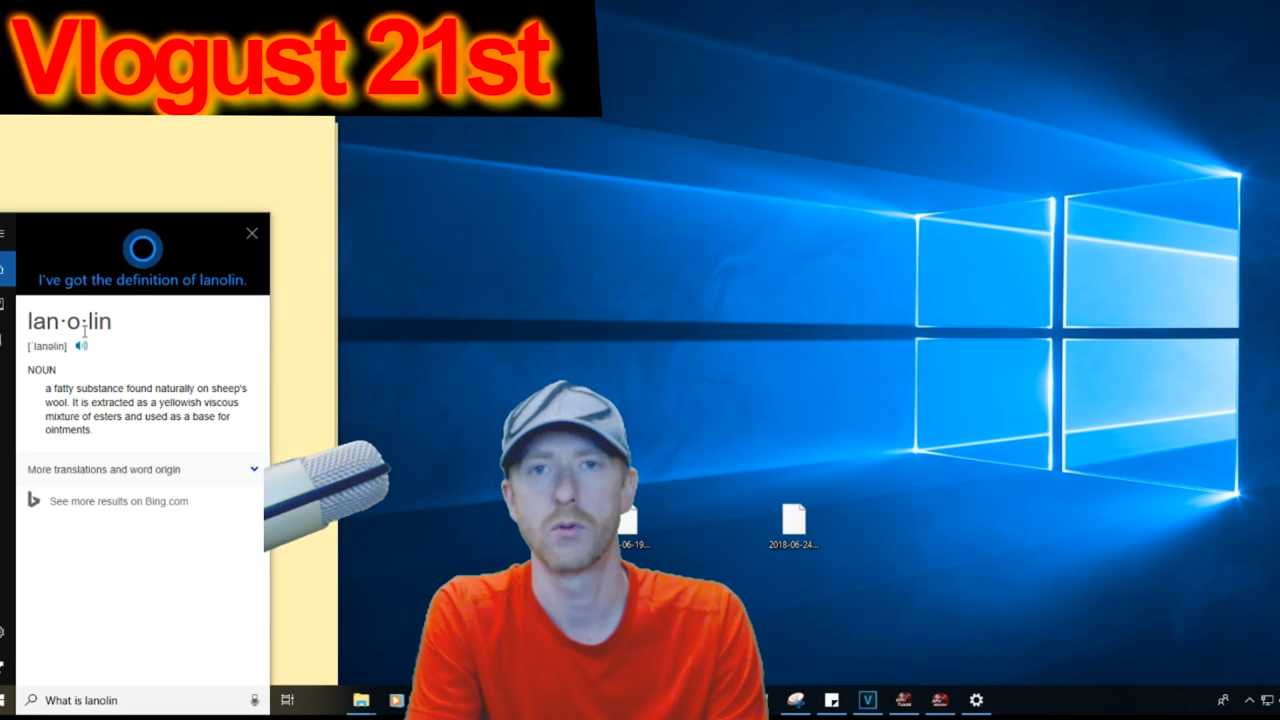 Vlogust 21st
I've got the definition of lanolin.
lan·o·lin
[ˈlanəlin]
NOUN
a fatty substance found naturally on sheep's
wool. It is extracted as a yellowish viscous
mixture of esters and used as a base for
ointments.
More translations and word origin
See more results on Bing.com
-06-19...
2018-06-24...
What is lanolin
V